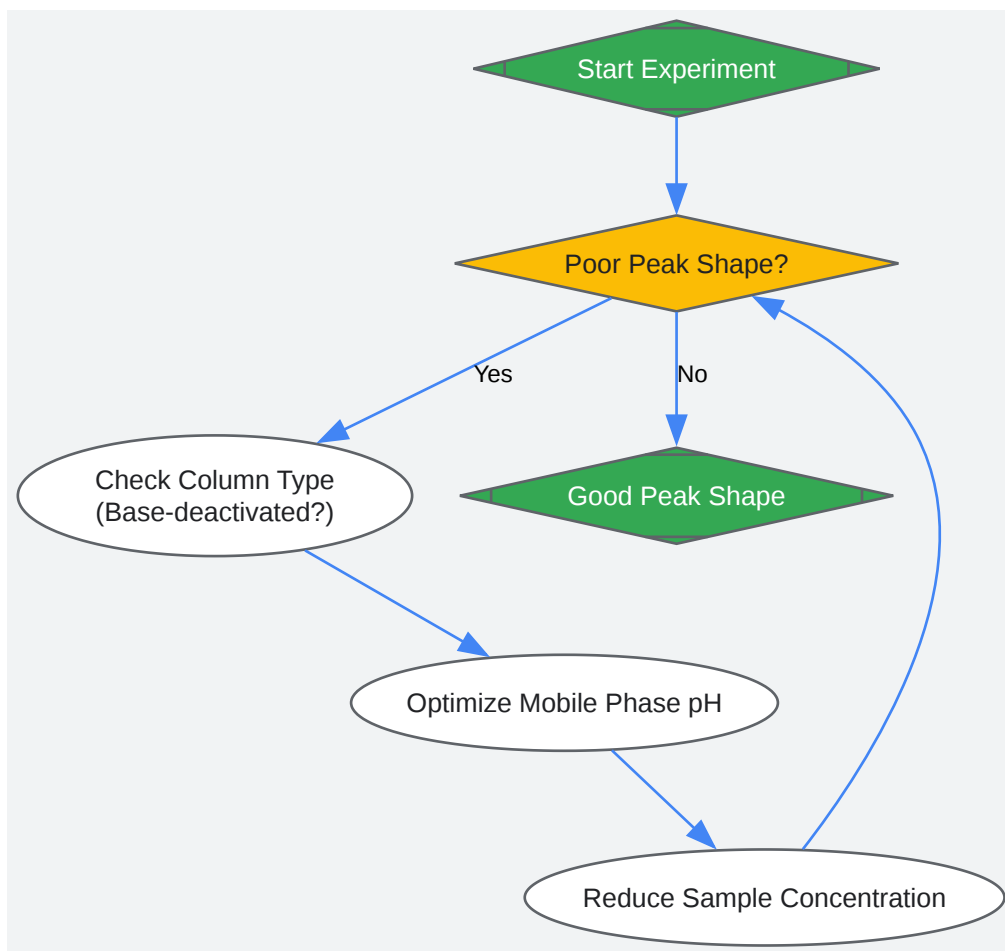 Start Experiment
Poor Peak Shape?
Yes
No
Check Column Type
(Base-deactivated?)
Good Peak Shape
Optimize Mobile Phase pH
Reduce Sample Concentration